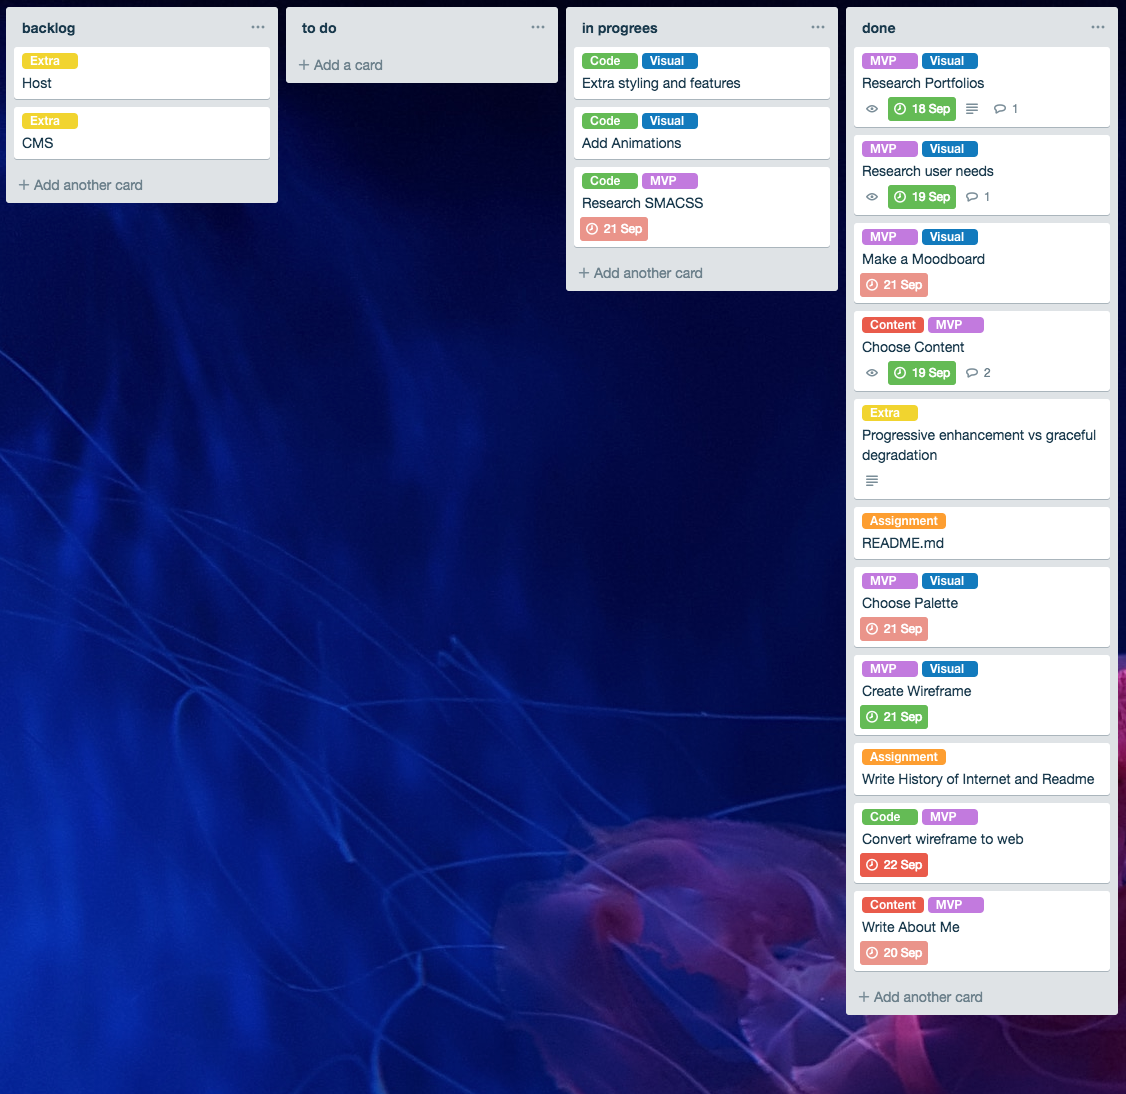 backlog
Extra
Host
Extra
CMS
+ Add another card
to do
+ Add a card
in progrees
Code Visual
Extra styling and features
Code Visual
Add Animations
Code MVP
Research SMACSS
21 Sep
+ Add another card
done
MVP Visual
Research Portfolios
18 Sep 1
MVP Visual
Research user needs
19 Sep 1
MVP Visual
Make a Moodboard
21 Sep
Content MVP
Choose Content
19 Sep 2
Extra
Progressive enhancement vs graceful
degradation
Assignment
README.md
MVP Visual
Choose Palette
21 Sep
MVP Visual
Create Wireframe
21 Sep
Assignment
Write History of Internet and Readme
Code MVP
Convert wireframe to web
22 Sep
Content MVP
Write About Me
20 Sep
+ Add another card